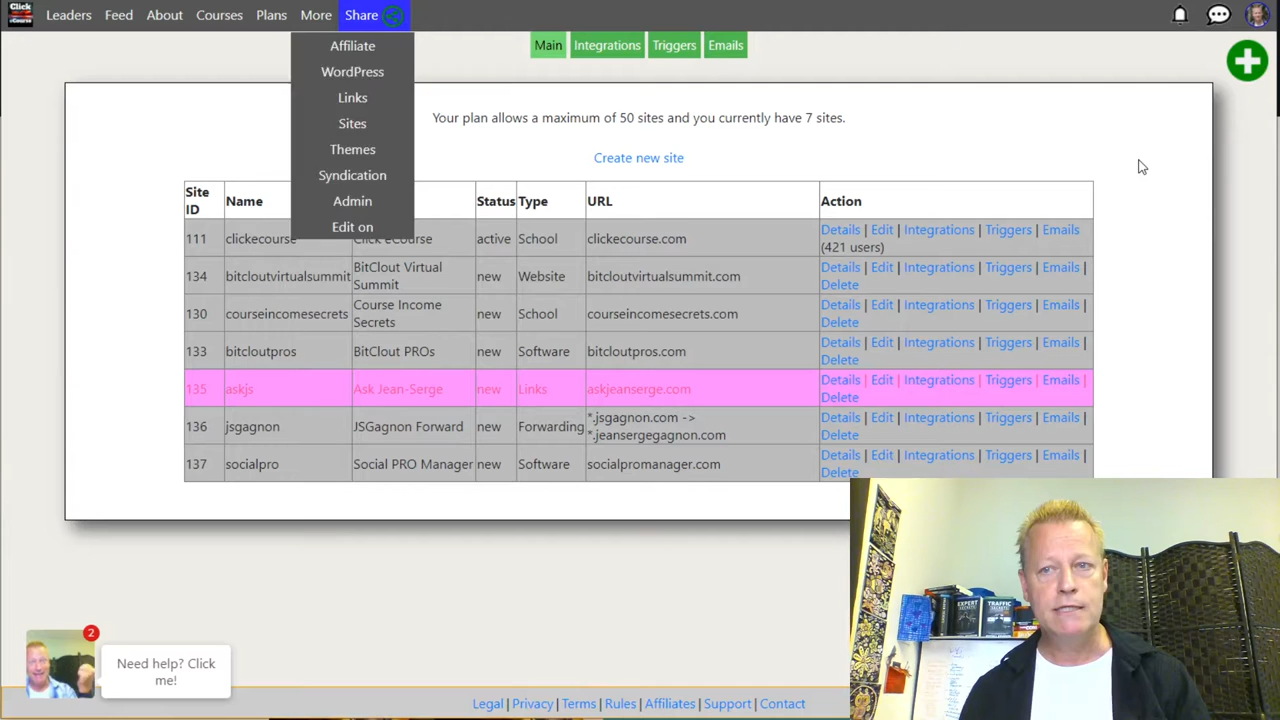 Click
eCourse
Leaders Feed About Courses Plans More Share
Affiliate
WordPress
Links
Sites
Themes
Syndication
Admin
Edit on
Main Integrations Triggers Emails
Your plan allows a maximum of 50 sites and you currently have 7 sites.
Create new site
Site ID Name Status Type URL Action
111 clickecourse Click eCourse active School clickecourse.com Details | Edit | Integrations | Triggers | Emails (421 users)
134 bitcloutvirtualsummit BitClout Virtual Summit new Website bitcloutvirtualsummit.com Details | Edit | Integrations | Triggers | Emails | Delete
130 courseincomesecrets Course Income Secrets new School courseincomesecrets.com Details | Edit | Integrations | Triggers | Emails | Delete
133 bitcloutpros BitClout PROs new Software bitcloutpros.com Details | Edit | Integrations | Triggers | Emails | Delete
135 askjs Ask Jean-Serge new Links askjeanserge.com Details | Edit | Integrations | Triggers | Emails | Delete
136 jsgagnon JSGagnon Forward new Forwarding *.jsgagnon.com -> *.jeansergegagnon.com Details | Edit | Integrations | Triggers | Emails | Delete
137 socialpro Social PRO Manager new Software socialpromanager.com Details | Edit | Integrations | Triggers | Emails | Delete
EXPERT SECRETS
TRAFFIC SECRETS
2
Need help? Click
me!
Legal | Privacy | Terms | Rules | Affiliates | Support | Contact